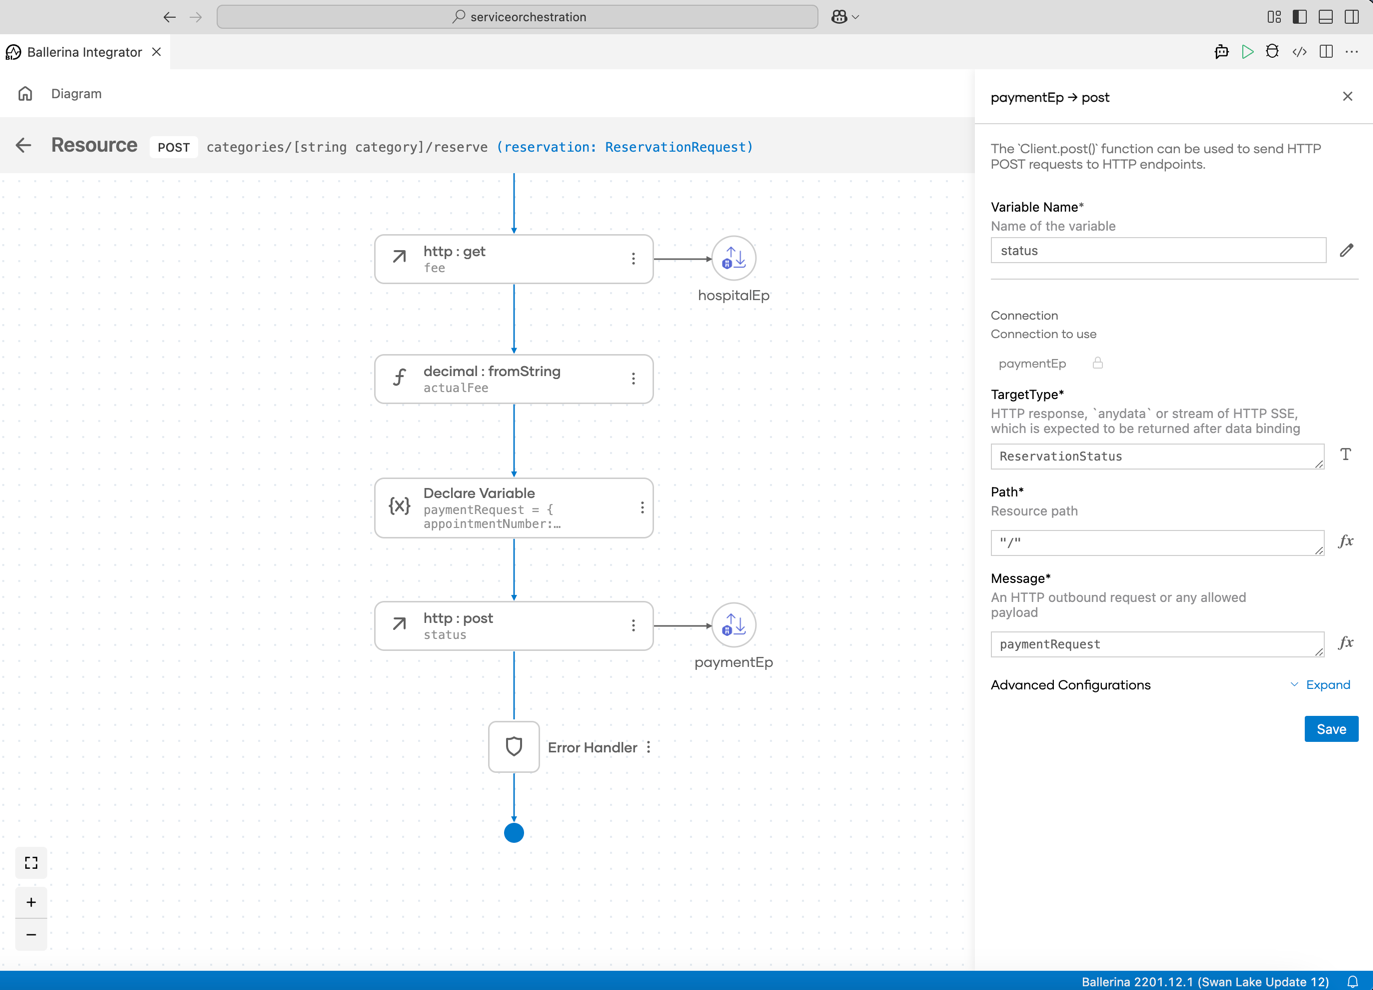 serviceorchestration
Ballerina Integrator
Diagram
Resource POST categories/[string category]/reserve (reservation: ReservationRequest)
http : get
fee
hospitalEp
decimal : fromString
actualFee
Declare Variable
paymentRequest = {
appointmentNumber:…
http : post
status
paymentEp
Error Handler
paymentEp → post
The `Client.post()` function can be used to send HTTP
POST requests to HTTP endpoints.
Variable Name*
Name of the variable
status
Connection
Connection to use
paymentEp
TargetType*
HTTP response, `anydata` or stream of HTTP SSE,
which is expected to be returned after data binding
ReservationStatus
Path*
Resource path
"/"
Message*
An HTTP outbound request or any allowed
payload
paymentRequest
Advanced Configurations Expand
Save
Ballerina 2201.12.1 (Swan Lake Update 12)